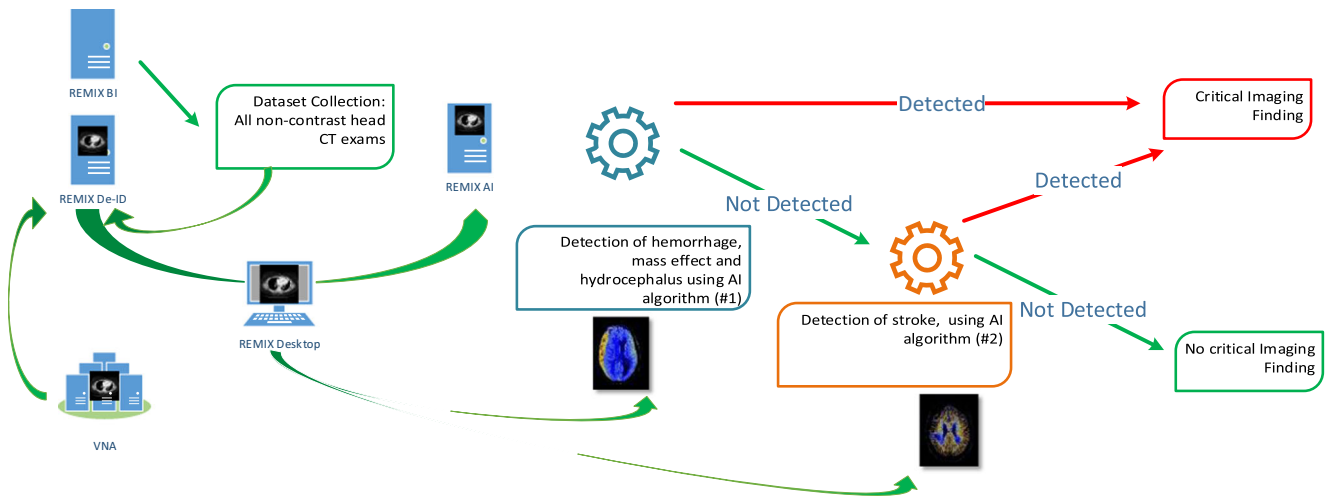 REMIX BI
Dataset Collection:
All non-contrast head
CT exams
REMIX De-ID
REMIX AI
REMIX Desktop
VNA
Detected
Critical Imaging
Finding
Not Detected
Detected
Detection of hemorrhage,
mass effect and
hydrocephalus using AI
algorithm (#1)
Detection of stroke,  using AI
algorithm (#2)
Not Detected
No critical Imaging
Finding